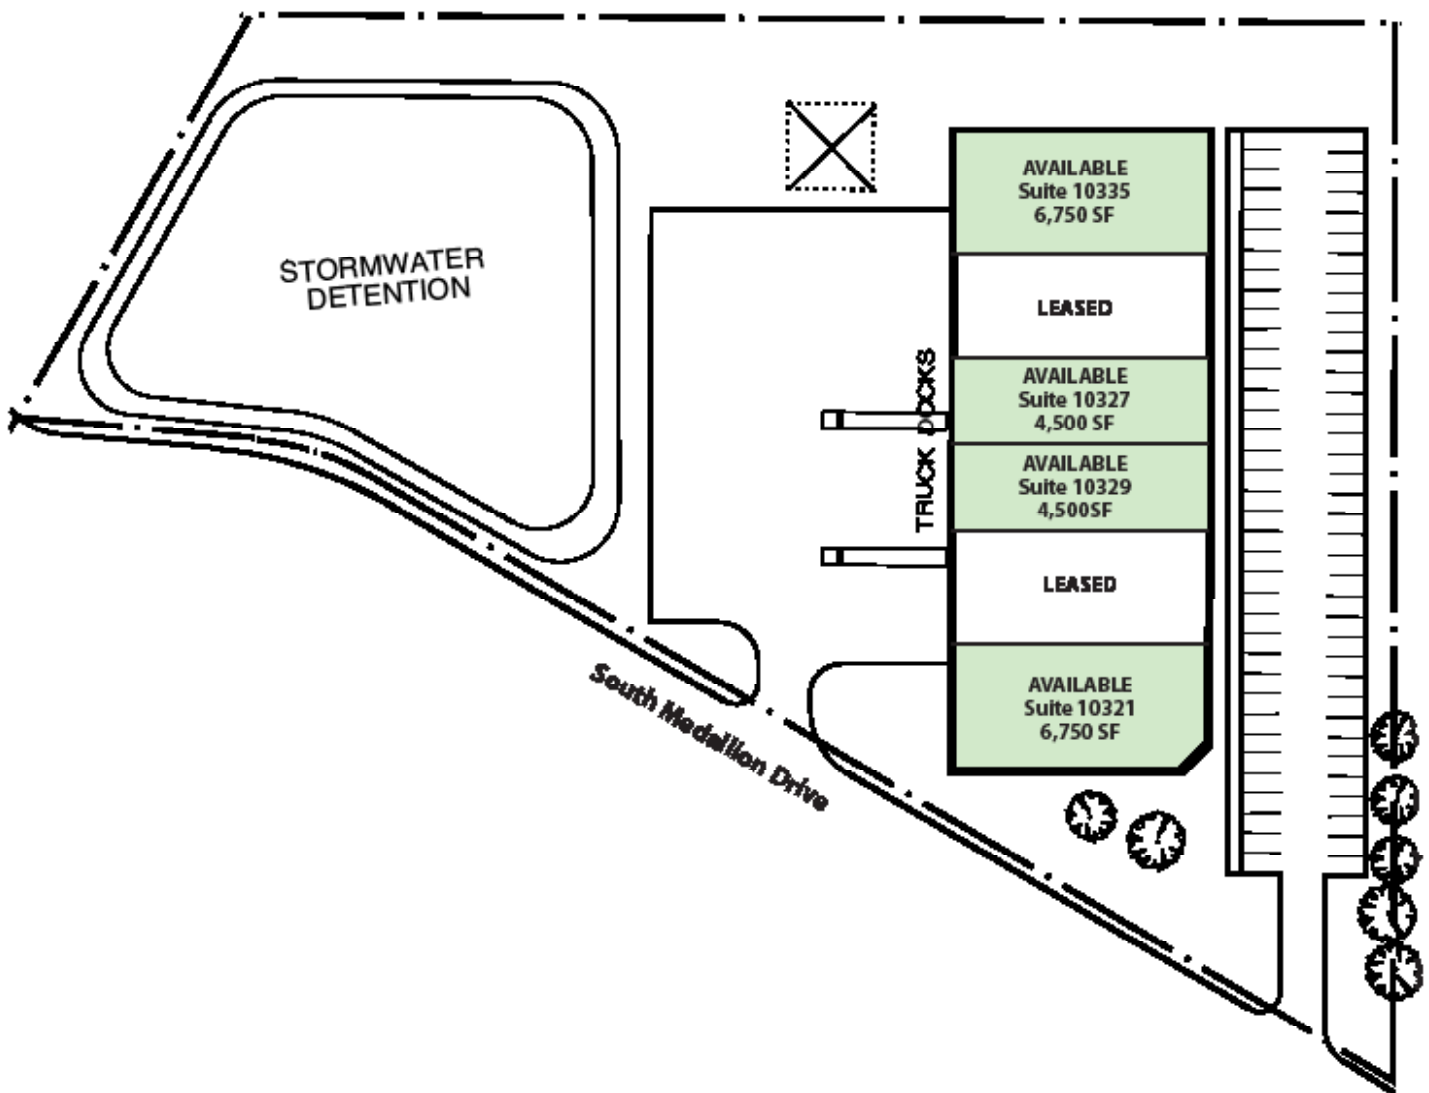 STORMWATER
DETENTION
AVAILABLE
Suite 10335
6,750 SF
LEASED
TRUCK DOCKS
AVAILABLE
Suite 10327
4,500 SF
AVAILABLE
Suite 10329
4,500SF
LEASED
AVAILABLE
Suite 10321
6,750 SF
South Medallion Drive